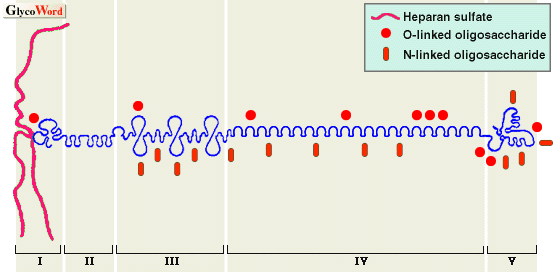 GlycoWord
Heparan sulfate
O-linked oligosaccharide
N-linked oligosaccharide
I II III IV V